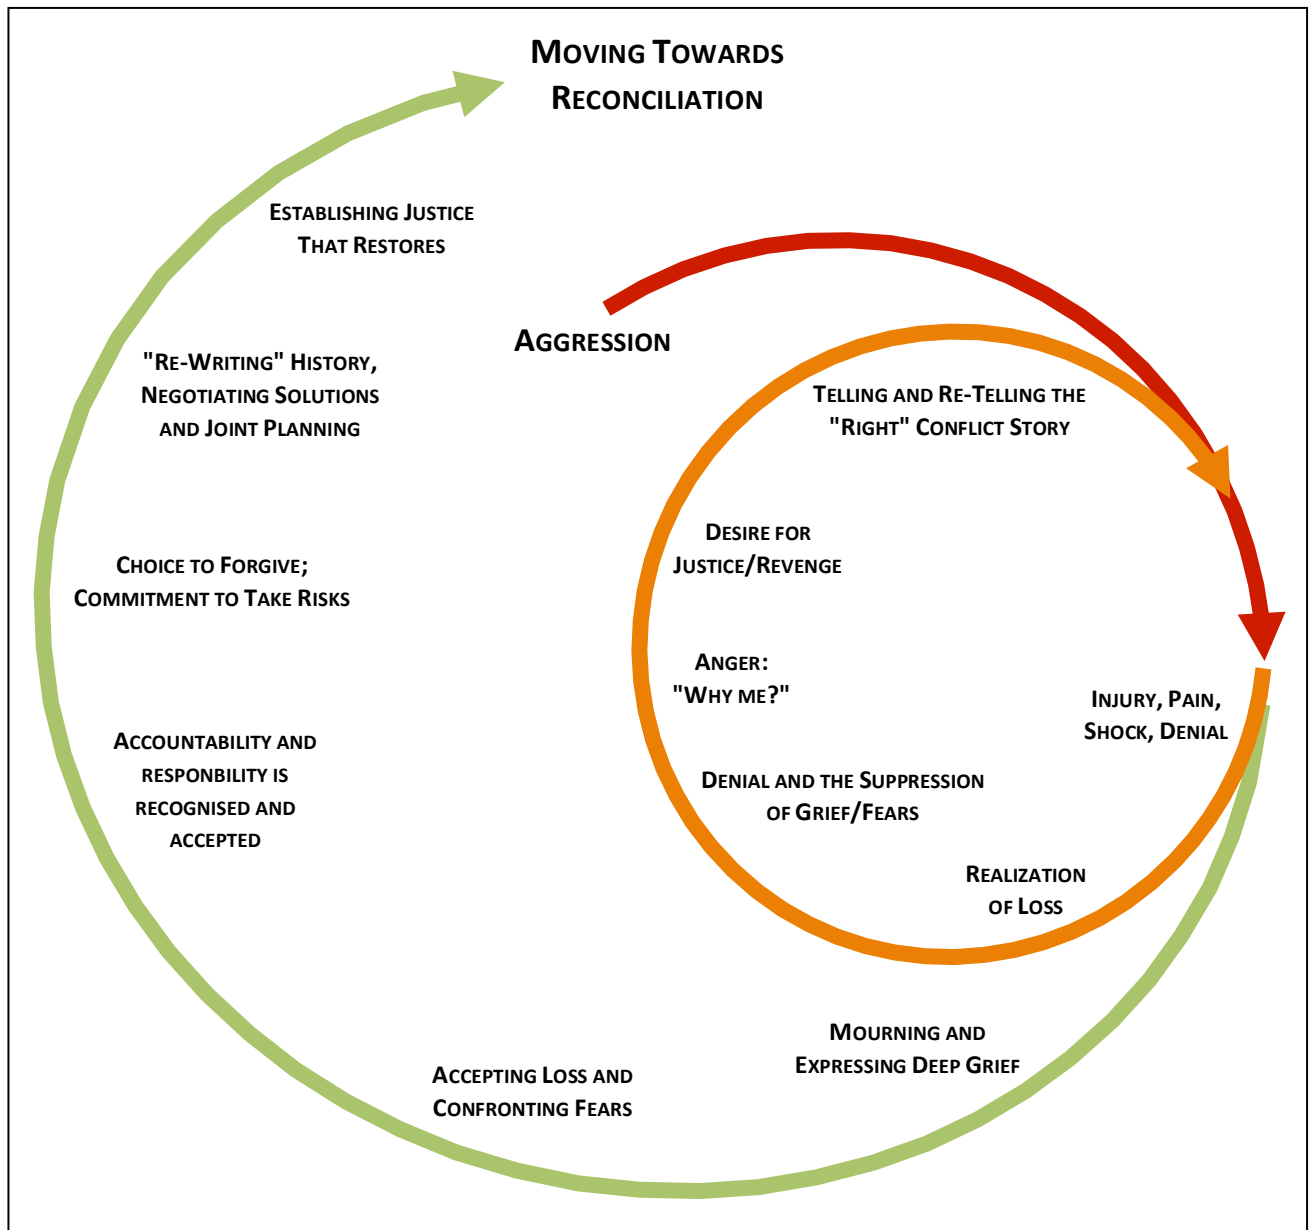 Moving Towards
Reconciliation
Establishing Justice
That Restores
Aggression
"Re-Writing" History,
Negotiating Solutions
and Joint Planning
Telling and Re-Telling the
"Right" Conflict Story
Desire for
Justice/Revenge
Choice to Forgive;
Commitment to Take Risks
Anger:
"Why me?"
Injury, Pain,
Shock, Denial
Accountability and
responbility is
recognised and
accepted
Denial and the Suppression
of Grief/Fears
Realization
of Loss
Mourning and
Expressing Deep Grief
Accepting Loss and
Confronting Fears